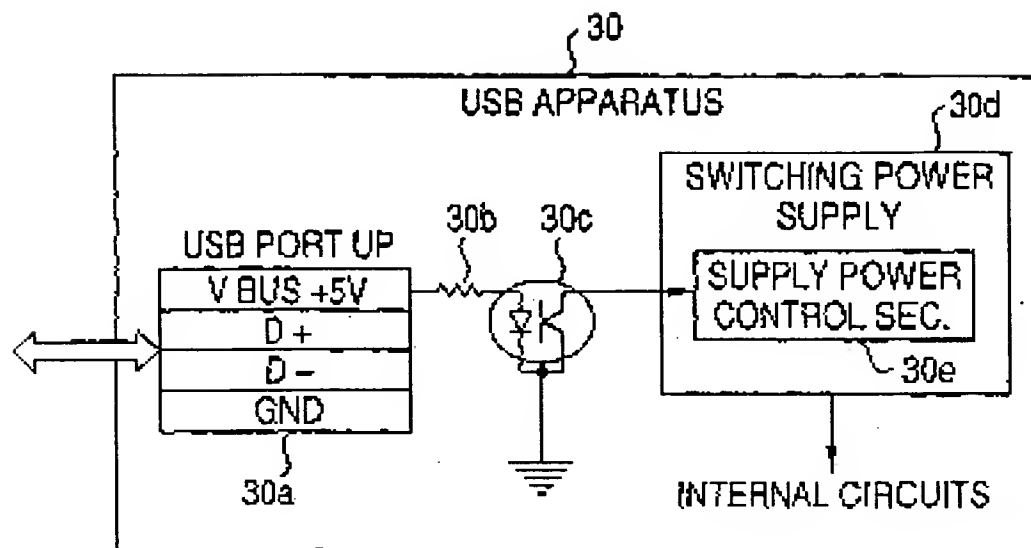 30
USB APPARATUS
30d
SWITCHING POWER
SUPPLY
30b
30c
USB PORT UP
V BUS +5V
SUPPLY POWER
CONTROL SEC.
D +
D -
30e
GND
30a
INTERNAL CIRCUITS